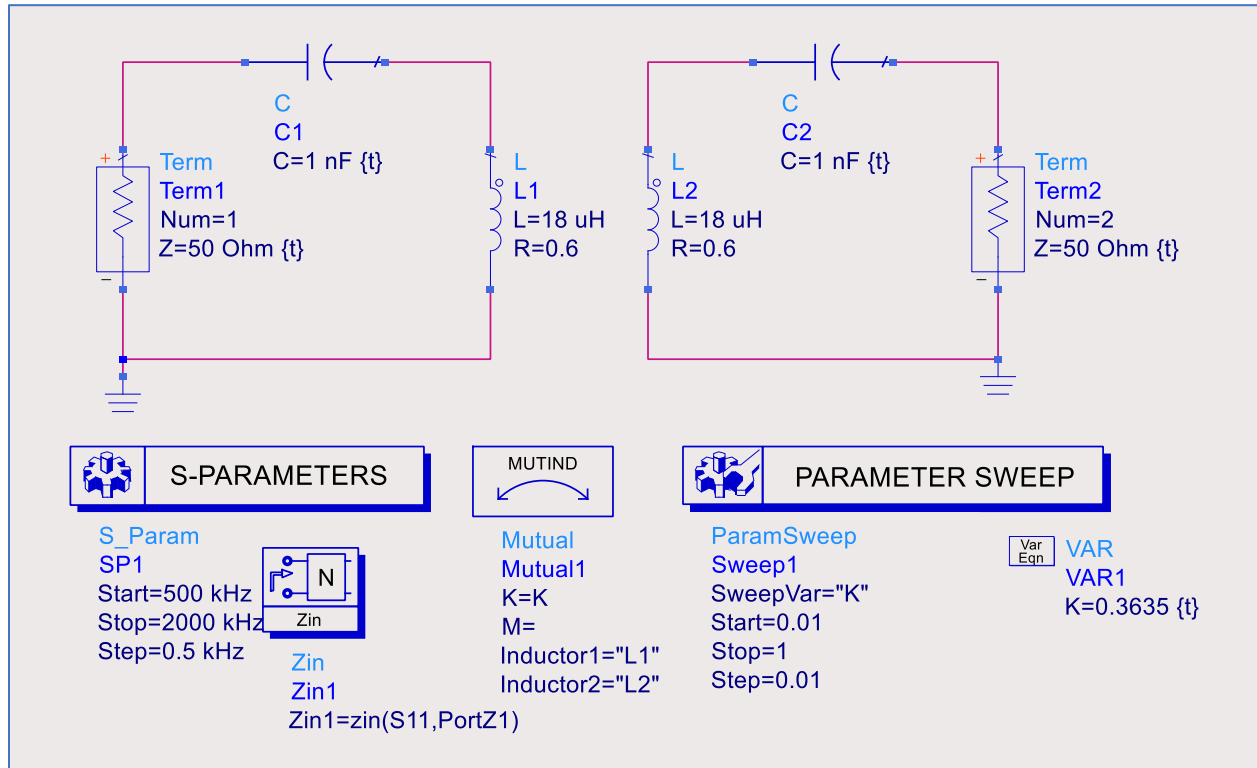 C
C1
C=1 nF {t}
C
C2
C=1 nF {t}
+
Term
Term1
Num=1
Z=50 Ohm {t}
−
L
L1
L=18 uH
R=0.6
L
L2
L=18 uH
R=0.6
+
Term
Term2
Num=2
Z=50 Ohm {t}
−
S-PARAMETERS
MUTIND
PARAMETER SWEEP
S_Param
SP1
Start=500 kHz
Stop=2000 kHz
Step=0.5 kHz
N
Zin
Zin
Zin1
Zin1=zin(S11,PortZ1)
Mutual
Mutual1
K=K
M=
Inductor1="L1"
Inductor2="L2"
ParamSweep
Sweep1
SweepVar="K"
Start=0.01
Stop=1
Step=0.01
Var
Eqn
VAR
VAR1
K=0.3635 {t}